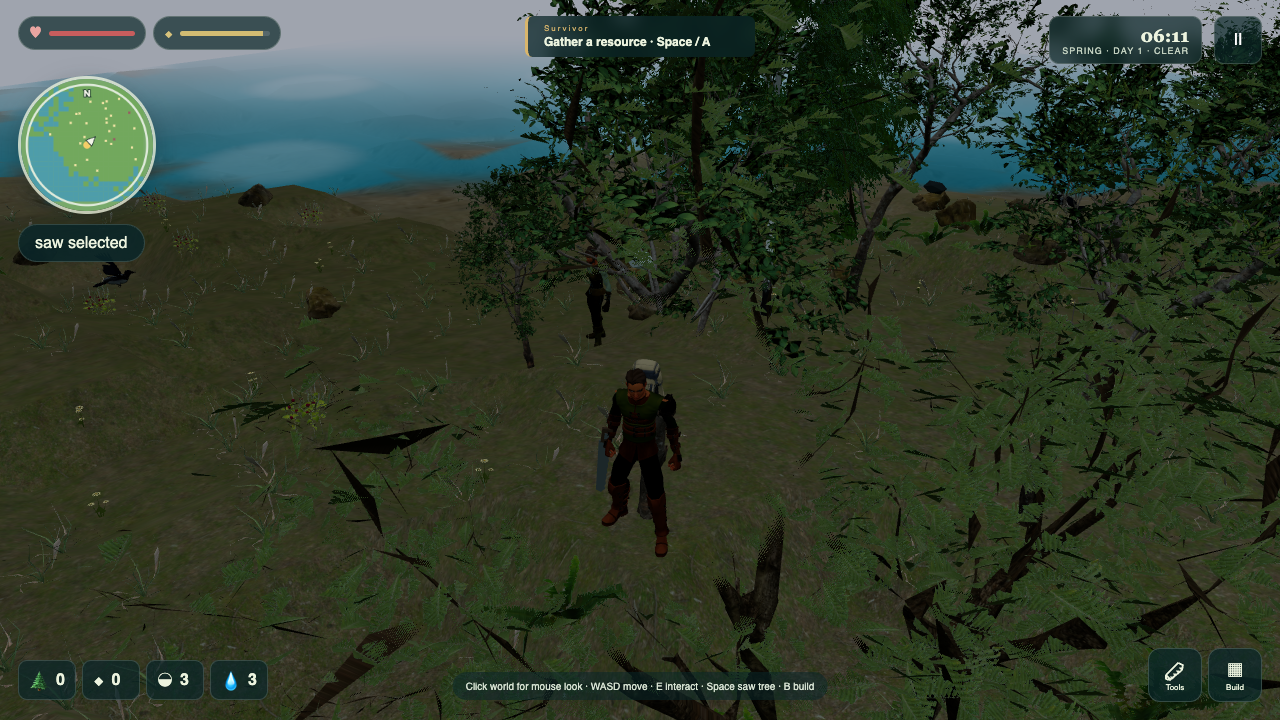 Survivor
Gather a resource · Space / A
06:11
SPRING · DAY 1 · CLEAR
N
saw selected
0
0
3
3
Click world for mouse look · WASD move · E interact · Space saw tree · B build
Tools
Build